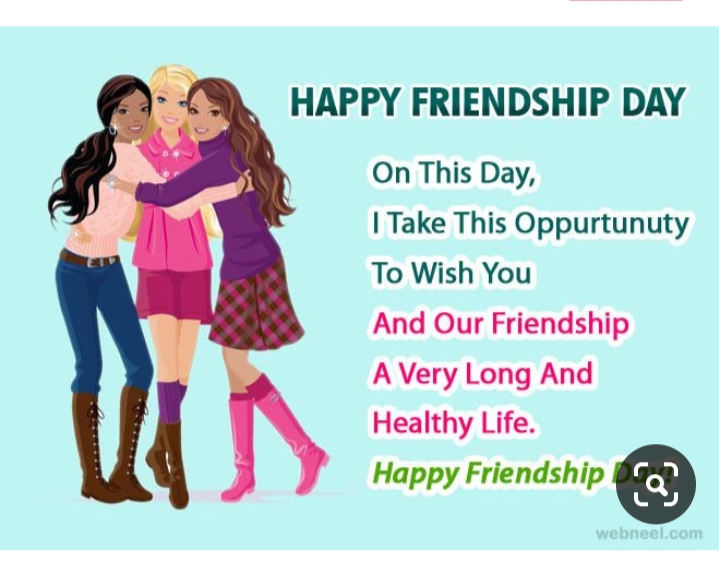 HAPPY FRIENDSHIP DAY
On This Day,
I Take This Oppurtunuty
To Wish You
And Our Friendship
A Very Long And
Healthy Life.
Happy Friendship Day!
webneel.com